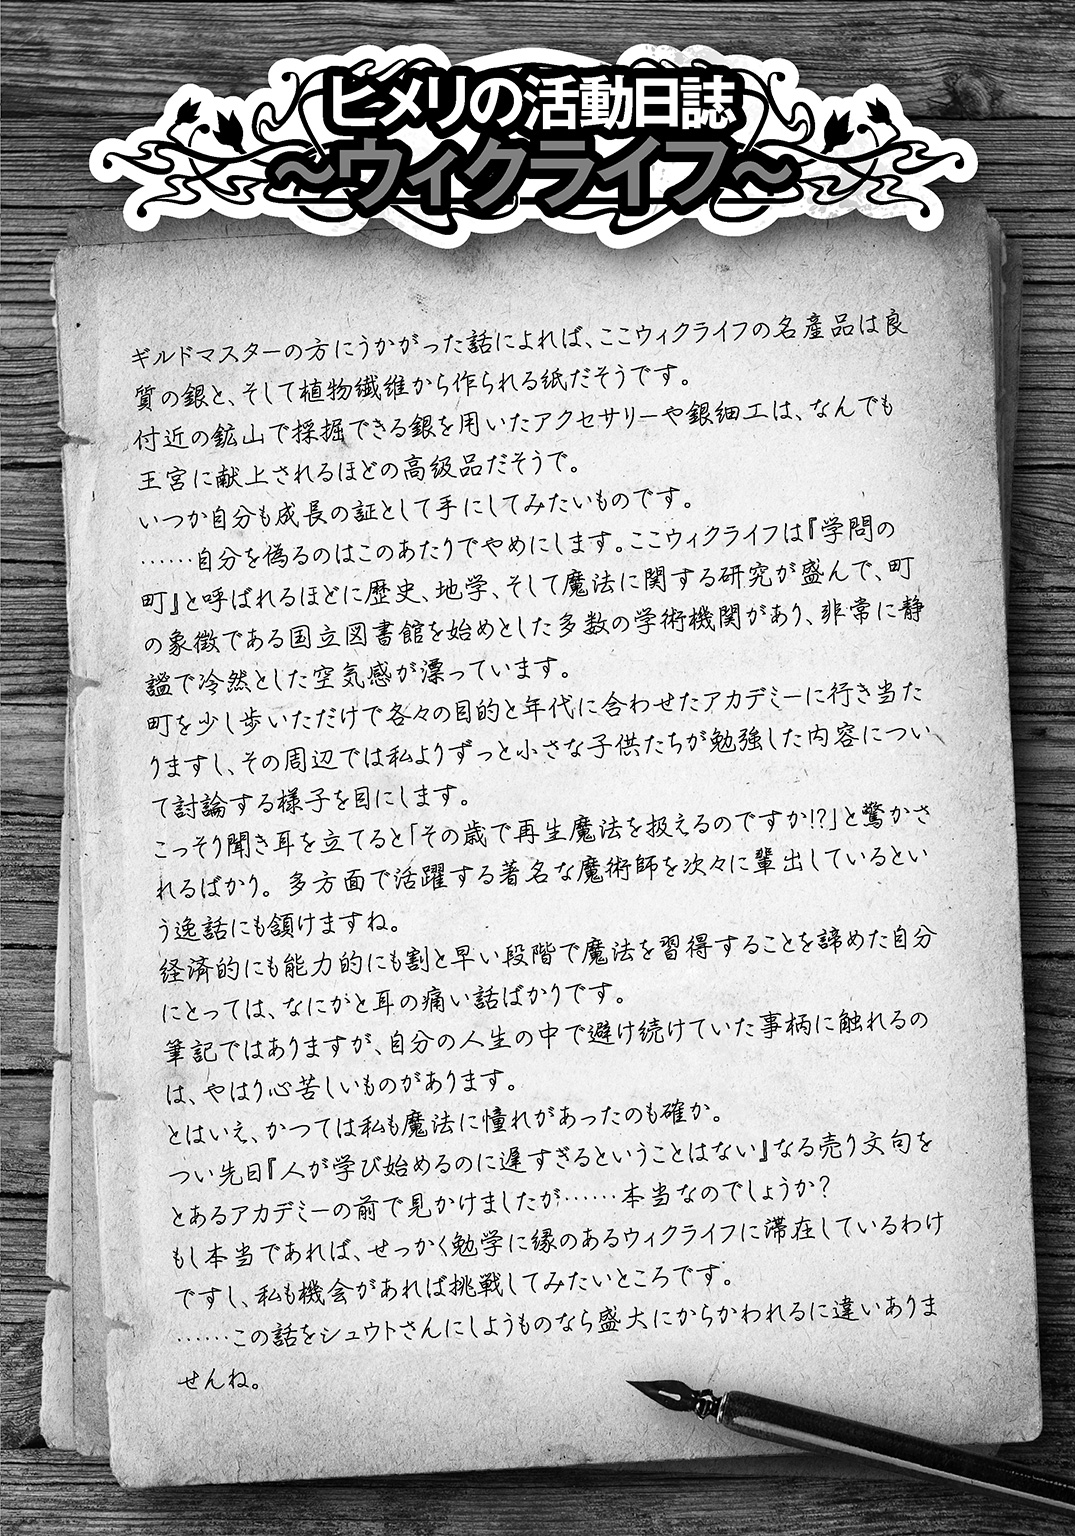 ヒメリの活動日誌
～ウィクライフ～
ギルドマスターの方にうかがった話によれば、ここウィクライフの名産品は良
質の銀と、そして植物繊維から作られる紙だそうです。
付近の鉱山で採掘できる銀を用いたアクセサリーや銀細工は、なんでも
王宮に献上されるほどの高級品だそうで。
いつか自分も成長の証として手にしてみたいものです。
……自分を偽るのはこのあたりでやめにします。ここウィクライフは『学問の
町』と呼ばれるほどに歴史、地学、そして魔法に関する研究が盛んで、町
の象徴である国立図書館を始めとした多数の学術機関があり、非常に静
謐で冷然とした空気感が漂っています。
町を少し歩いただけで各々の目的と年代に合わせたアカデミーに行き当た
りますし、その周辺では私よりずっと小さな子供たちが勉強した内容につい
て討論する様子を目にします。
こっそり聞き耳を立てると「その歳で再生魔法を扱えるのですか!?」と驚かさ
れるばかり。多方面で活躍する著名な魔術師を次々に輩出しているとい
う逸話にも頷けますね。
経済的にも能力的にも割と早い段階で魔法を習得することを諦めた自分
にとっては、なにがと耳の痛い話ばかりです。
筆記ではありますが、自分の人生の中で避け続けていた事柄に触れるの
は、やはり心苦しいものがあります。
とはいえ、かつては私も魔法に憧れがあったのも確か。
つい先日『人が学び始めるのに遅すぎるということはない』なる売り文句を
とあるアカデミーの前で見かけましたが……本当なのでしょうか？
もし本当であれば、せっかく勉学に縁のあるウィクライフに滞在しているわけ
ですし、私も機会があれば挑戦してみたいところです。
……この話をシュウトさんにしようものなら盛大にからかわれるに違いありま
せんね。